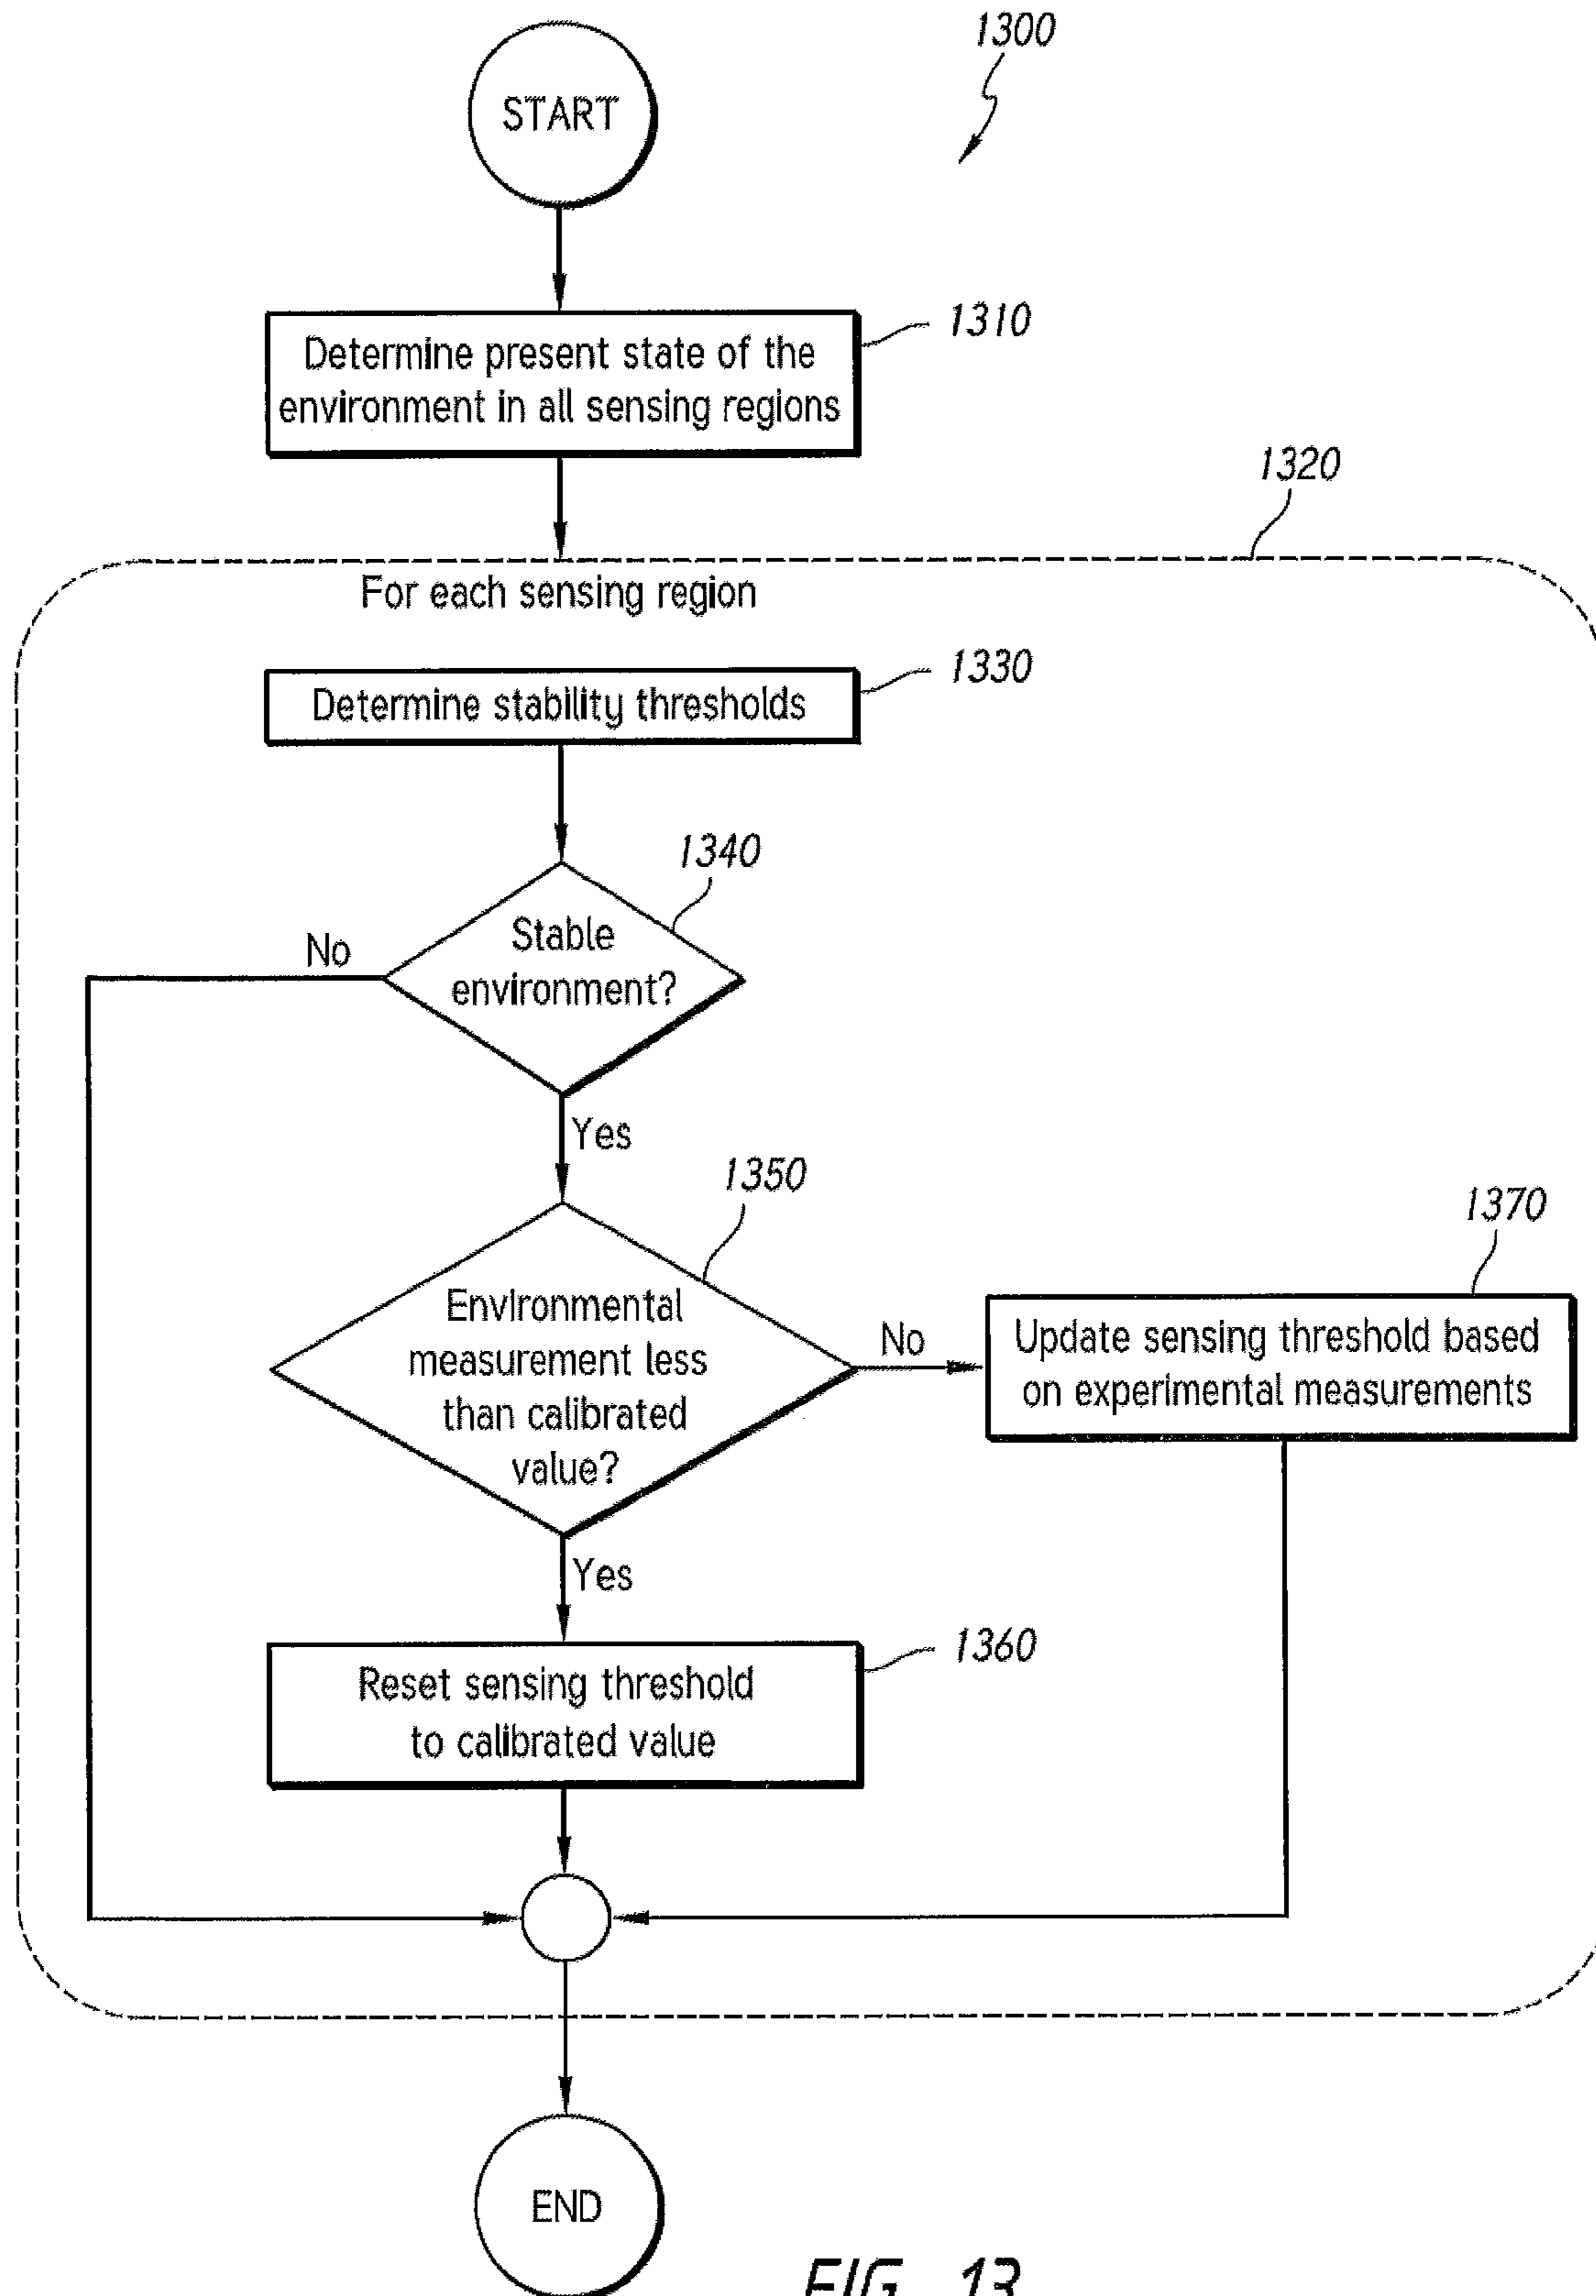 1300
START
1310
Determine present state of the
environment in all sensing regions
1320
For each sensing region
1330
Determine stability thresholds
1340
Stable
environment?
No
Yes
1350
Environmental
measurement less
than calibrated
value?
No
1370
Update sensing threshold based
on experimental measurements
Yes
1360
Reset sensing threshold
to calibrated value
END
FIG. 13